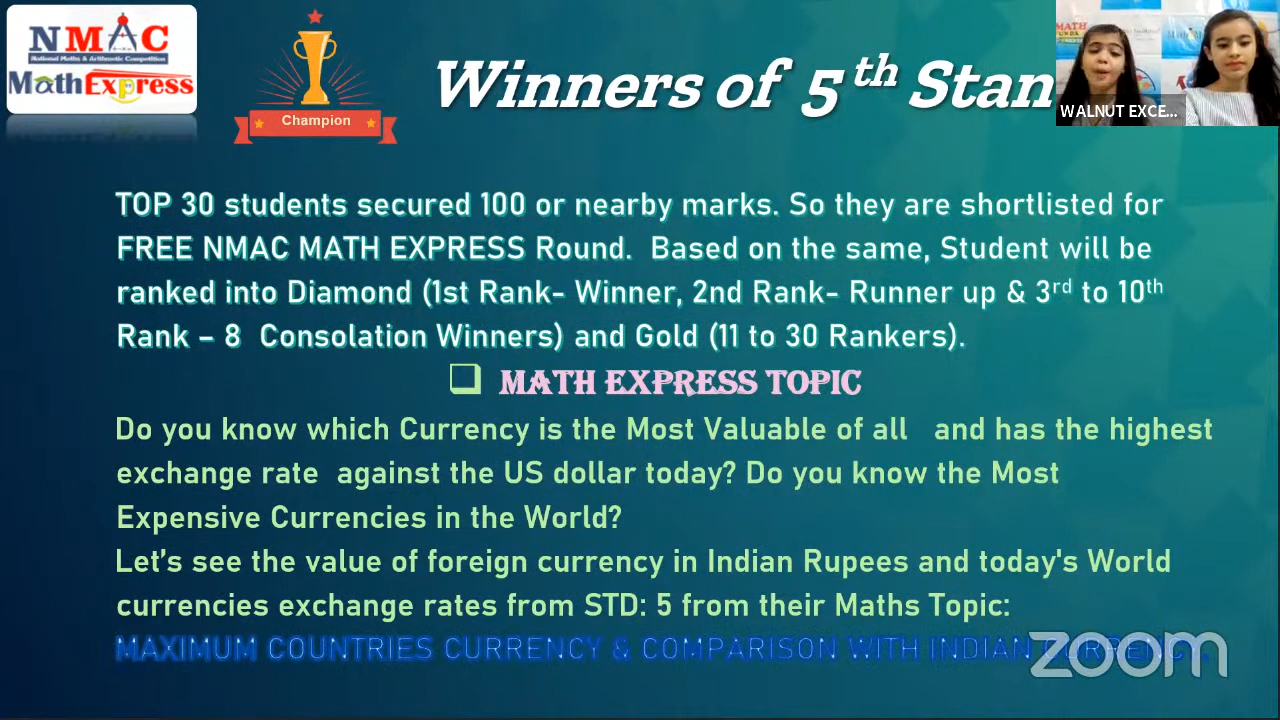 NMAC
National Maths & Arithmetic Competition
MathExpress
Champion
Winners of 5th Stan
WALNUT EXCE...
TOP 30 students secured 100 or nearby marks. So they are shortlisted for
FREE NMAC MATH EXPRESS Round. Based on the same, Student will be
ranked into Diamond (1st Rank- Winner, 2nd Rank- Runner up & 3rd to 10th
Rank – 8 Consolation Winners) and Gold (11 to 30 Rankers).
MATH EXPRESS TOPIC
Do you know which Currency is the Most Valuable of all and has the highest
exchange rate against the US dollar today? Do you know the Most
Expensive Currencies in the World?
Let's see the value of foreign currency in Indian Rupees and today's World
currencies exchange rates from STD: 5 from their Maths Topic:
MAXIMUM COUNTRIES CURRENCY & COMPARISON WITH INDIAN CURRENCY.
zoom